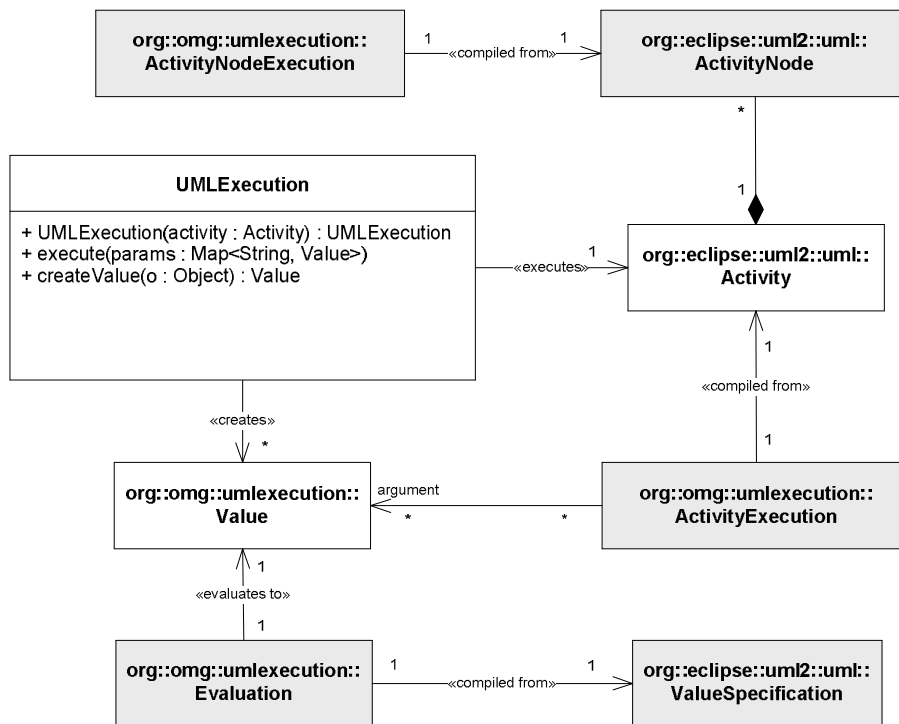 org::omg::umlexecution::
ActivityNodeExecution
1
«compiled from»
1
org::eclipse::uml2::uml::
ActivityNode
*
1
UMLExecution
+ UMLExecution(activity : Activity) : UMLExecution
+ execute(params : Map<String, Value>)
+ createValue(o : Object) : Value
«executes»
1
org::eclipse::uml2::uml::
Activity
1
«compiled from»
1
«creates»
*
org::omg::umlexecution::
Value
argument
*
*
org::omg::umlexecution::
ActivityExecution
1
«evaluates to»
1
org::omg::umlexecution::
Evaluation
1
«compiled from»
1
org::eclipse::uml2::uml::
ValueSpecification